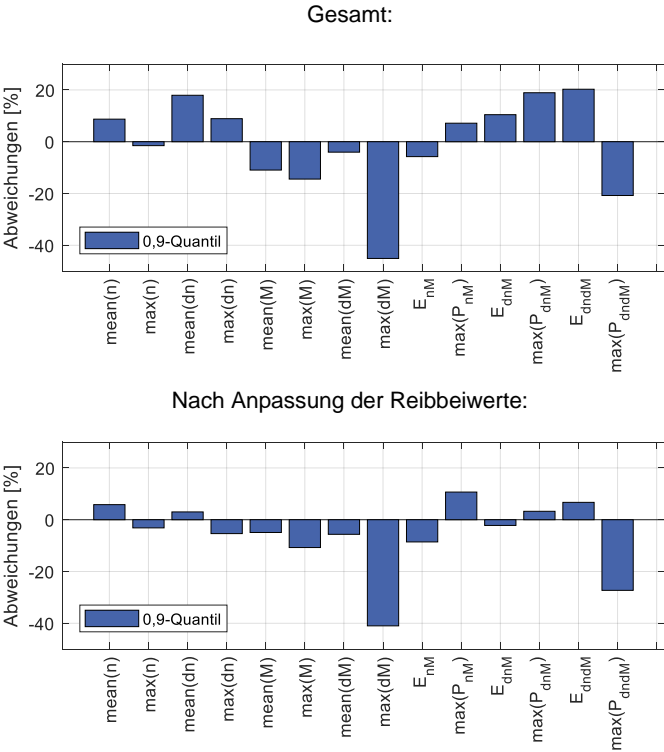 Gesamt:
Abweichungen [%]
20
0
-20
-40
0,9-Quantil
mean(n)
max(n)
mean(dn)
max(dn)
mean(M)
max(M)
mean(dM)
max(dM)
E_nM
max(P_nM)
E_dnM
max(P_dnM)
E_dndM
max(P_dndM)
Nach Anpassung der Reibbeiwerte:
Abweichungen [%]
20
0
-20
-40
0,9-Quantil
mean(n)
max(n)
mean(dn)
max(dn)
mean(M)
max(M)
mean(dM)
max(dM)
E_nM
max(P_nM)
E_dnM
max(P_dnM)
E_dndM
max(P_dndM)